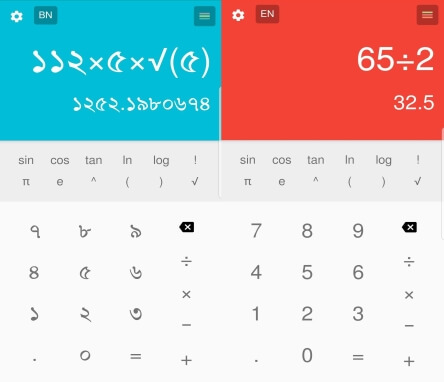 BN
১১২×৫×√(৫)
১২৫২.১৯৮০৬৭৪
sin cos tan ln log !
π e ^ ( ) √
৭ ৮ ৯
÷
৪ ৫ ৬
×
১ ২ ৩
−
. ০ = +
EN
65÷2
32.5
sin cos tan ln log !
π e ^ ( ) √
7 8 9
÷
4 5 6
×
1 2 3
−
. 0 = +